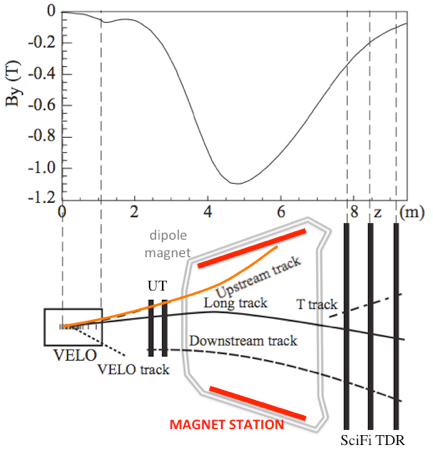 By (T)
0
-0.2
-0.4
-0.6
-0.8
-1.0
-1.2
0
2
4
6
8
z
(m)
dipole
magnet
UT
Upstream track
Long track
T track
Downstream track
VELO
VELO track
MAGNET STATION
SciFi TDR